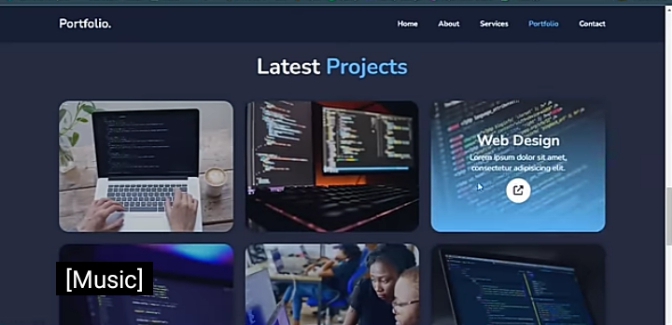 Portfolio.
Home About Services Portfolio Contact
Latest Projects
Web Design
Lorem ipsum dolor sit amet,
consectetur adipisicing elit.
[Music]